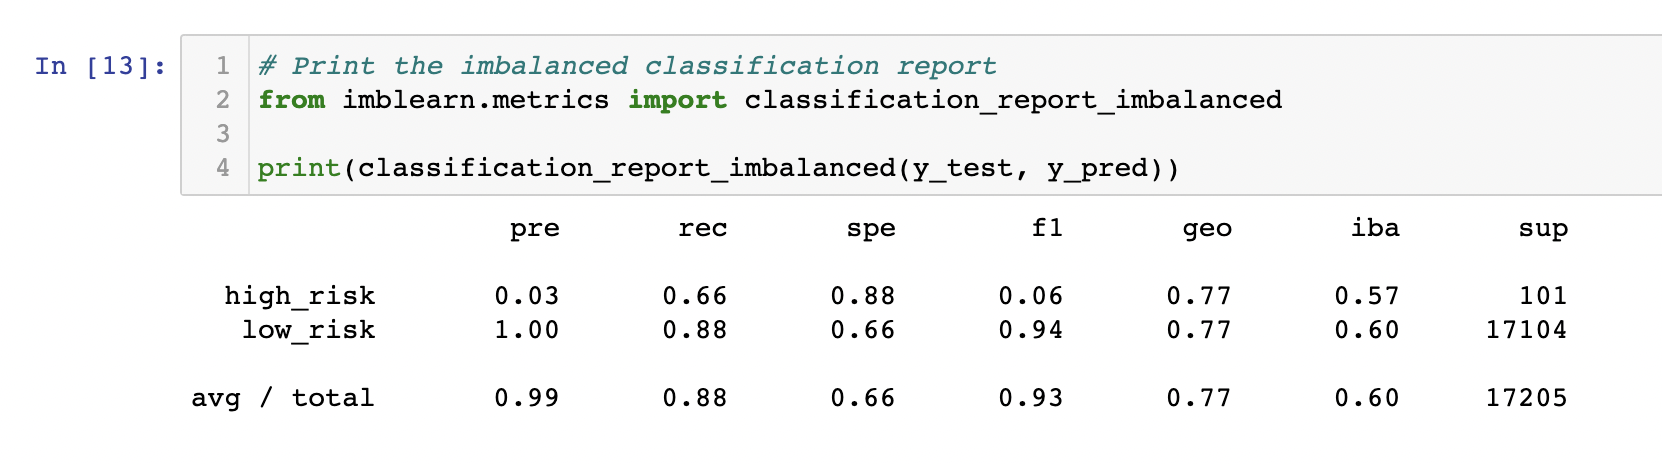 In [13]:
1 # Print the imbalanced classification report
2 from imblearn.metrics import classification_report_imbalanced
3
4 print(classification_report_imbalanced(y_test, y_pred))
pre rec spe f1 geo iba sup
high_risk 0.03 0.66 0.88 0.06 0.77 0.57 101
low_risk 1.00 0.88 0.66 0.94 0.77 0.60 17104
avg / total 0.99 0.88 0.66 0.93 0.77 0.60 17205